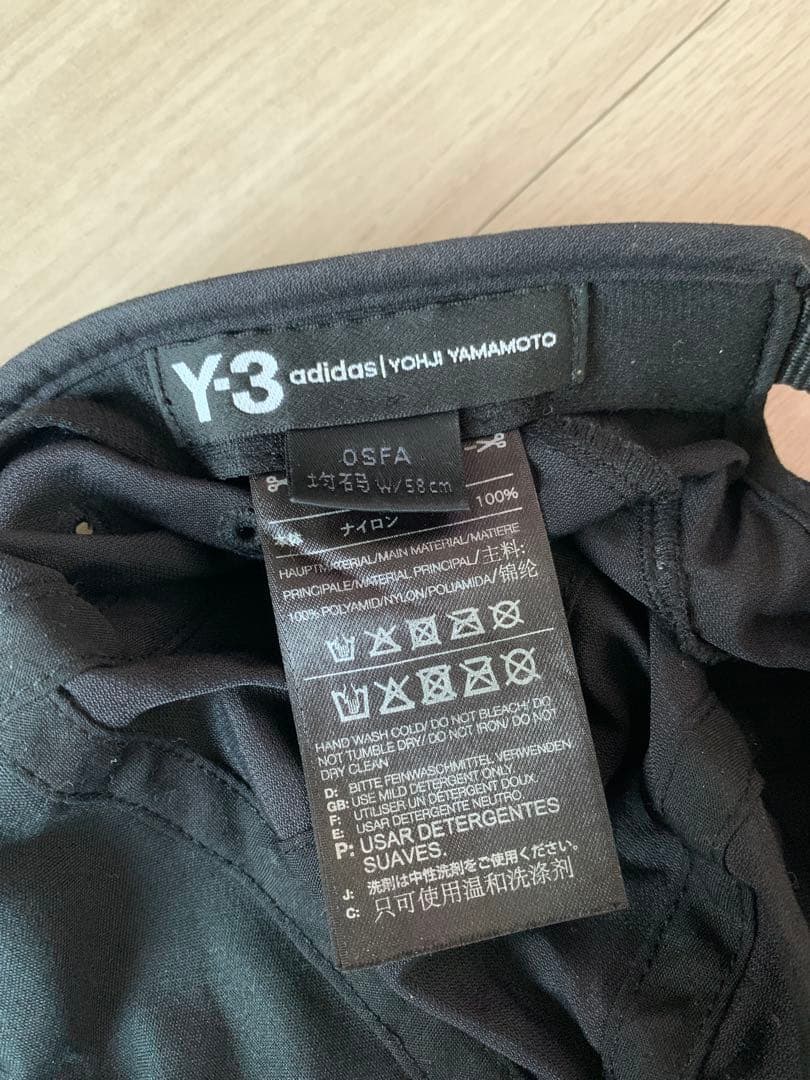 Y-3 adidas | YOHJI YAMAMOTO
OSFA
均石马 W/58cm
100%
ナイロン
HAUPTMATERIAL/MAIN MATERIAL/MATIERE
PRINCIPALE/MATERIAL PRINCIPAL/主料:
100% POLYAMID/NYLON/POLIAMIDA/锦纶
HAND WASH COLD/ DO NOT BLEACH/ DO
NOT TUMBLE DRY/ DO NOT IRON/ DO NOT
DRY CLEAN
D: BITTE FEINWASCHMITTEL VERWENDEN.
GB: USE MILD DETERGENT ONLY.
F: UTILISER UN DETERGENT DOUX.
E: USAR DETERGENTE NEUTRO.
P: USAR DETERGENTES
SUAVES.
J: 洗剤は中性洗剤をご使用ください。
C: 只可使用温和洗涤剂